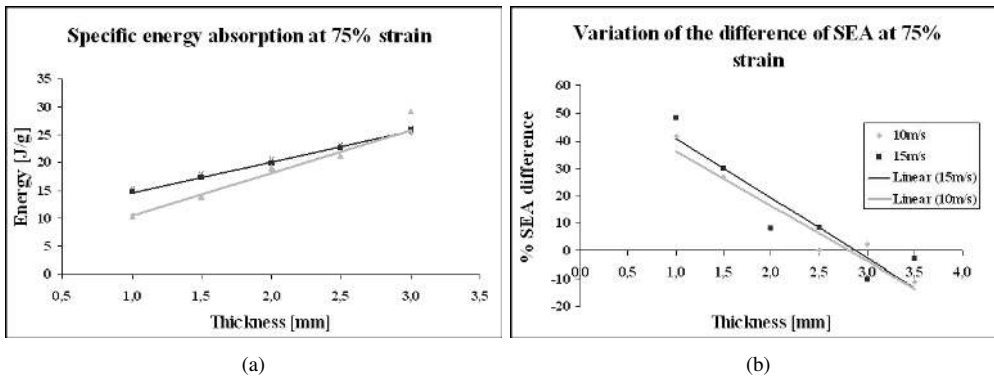 Specific energy absorption at 75% strain
Energy [J/g]
35
30
25
20
15
10
5
0
0,5 1,0 1,5 2,0 2,5 3,0 3,5
Thickness [mm]
(a)
Variation of the difference of SEA at 75%
strain
% SEA difference
60
50
40
30
20
10
0
-10
-20
0,0 0,5 1,0 1,5 2,0 2,5 3,0 3,5 4,0
10m/s
15m/s
Linear (15m/s)
Linear (10m/s)
Thickness [mm]
(b)